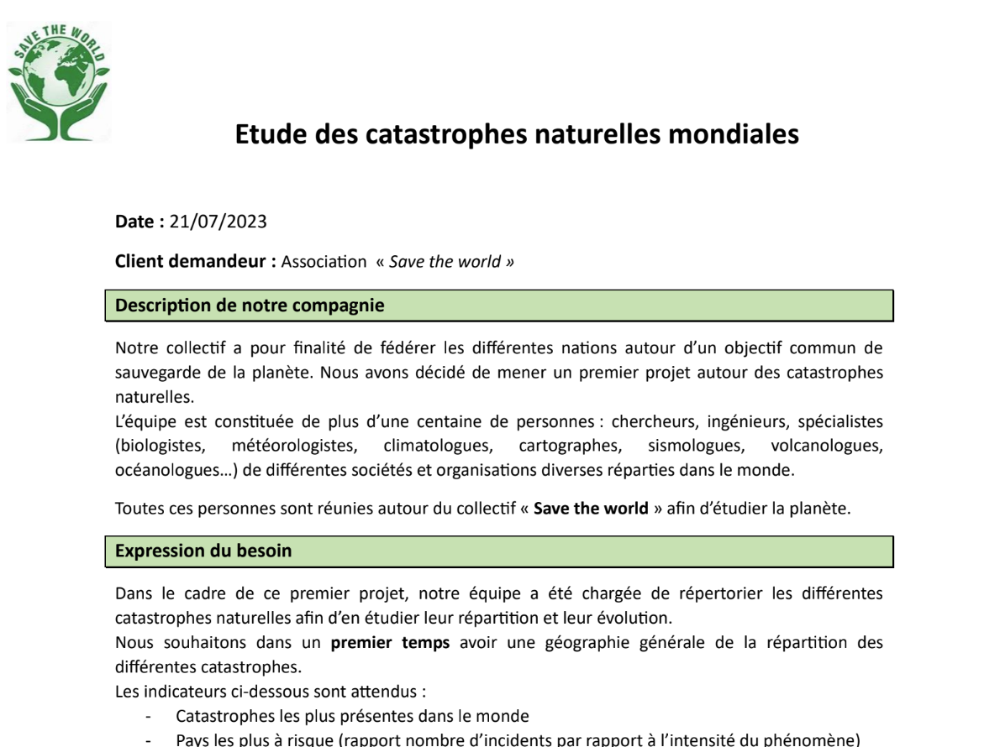 SAVE THE WORLD
Etude des catastrophes naturelles mondiales
Date : 21/07/2023
Client demandeur : Association « Save the world »
Description de notre compagnie
Notre collectif a pour finalité de fédérer les différentes nations autour d’un objectif commun de
sauvegarde de la planète. Nous avons décidé de mener un premier projet autour des catastrophes
naturelles.
L’équipe est constituée de plus d’une centaine de personnes : chercheurs, ingénieurs, spécialistes
(biologistes, météorologistes, climatologues, cartographes, sismologues, volcanologues,
océanologues…) de différentes sociétés et organisations diverses réparties dans le monde.
Toutes ces personnes sont réunies autour du collectif « Save the world » afin d’étudier la planète.
Expression du besoin
Dans le cadre de ce premier projet, notre équipe a été chargée de répertorier les différentes
catastrophes naturelles afin d’en étudier leur répartition et leur évolution.
Nous souhaitons dans un premier temps avoir une géographie générale de la répartition des
différentes catastrophes.
Les indicateurs ci-dessous sont attendus :
- Catastrophes les plus présentes dans le monde
- Pays les plus à risque (rapport nombre d’incidents par rapport à l’intensité du phénomène)